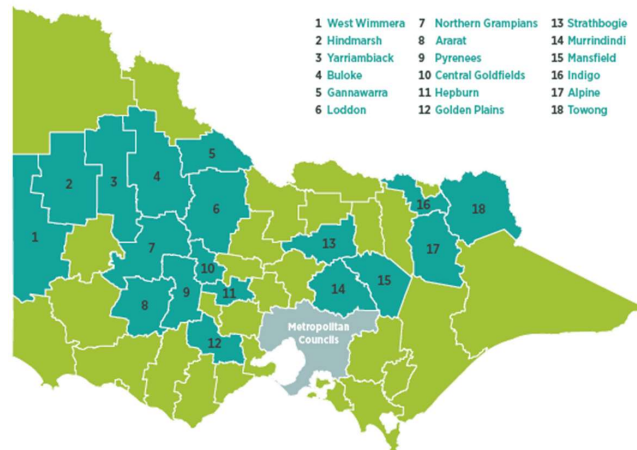 1 West Wimmera
2 Hindmarsh
3 Yarriambiack
4 Buloke
5 Gannawarra
6 Loddon
7 Northern Grampians
8 Ararat
9 Pyrenees
10 Central Goldfields
11 Hepburn
12 Golden Plains
13 Strathbogie
14 Murrindindi
15 Mansfield
16 Indigo
17 Alpine
18 Towong
5
2
3
4
16
6
18
1
13
7
17
10
14
15
9
11
8
Metropolitan
Councils
12